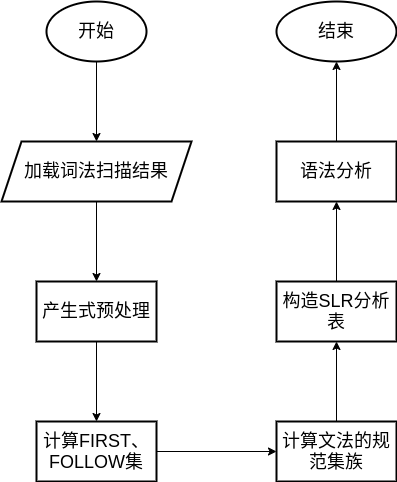 开始
加载词法扫描结果
产生式预处理
计算FIRST、
FOLLOW集
计算文法的规
范集族
构造SLR分析
表
语法分析
结束